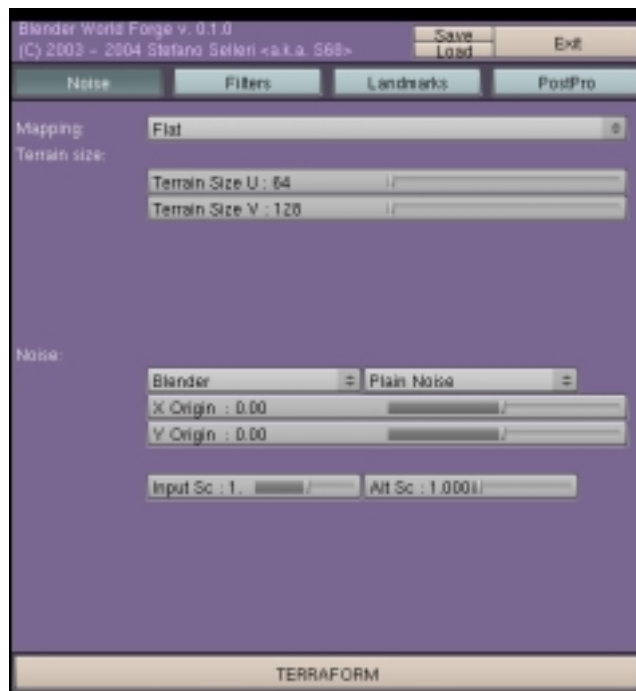 Blender World Forge v. 0.1.0
(C) 2003 - 2004 Stefano Selleri <a.k.a. S68>
Save
Load
Exit
Noise
Filters
Landmarks
PostPro
Mapping:
Flat
Terrain size:
Terrain Size U : 64
Terrain Size V : 128
Noise:
Blender
Plain Noise
X Origin : 0.00
Y Origin : 0.00
Input Sc : 1.
Alt Sc : 1.000
TERRAFORM